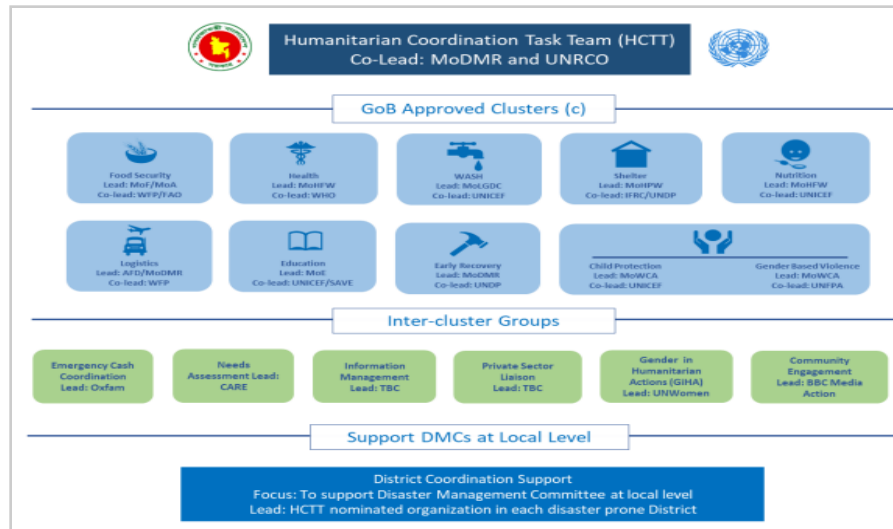 Humanitarian Coordination Task Team (HCTT)
Co-Lead: MoDMR and UNRCO
GoB Approved Clusters (c)
Food Security
Lead: MoF/MoA
Co-lead: WFP/FAO
Health
Lead: MoHFW
Co-lead: WHO
WASH
Lead: MoLGDC
Co-lead: UNICEF
Shelter
Lead: MoHPW
Co-lead: IFRC/UNDP
Nutrition
Lead: MoHFW
Co-lead: UNICEF
Logistics
Lead: AFD/MoDMR
Co-lead: WFP
Education
Lead: MoE
Co-lead: UNICEF/SAVE
Early Recovery
Lead: MoDMR
Co-lead: UNDP
Child Protection
Lead: MoWCA
Co-lead: UNICEF
Gender Based Violence
Lead: MoWCA
Co-lead: UNFPA
Inter-cluster Groups
Emergency Cash
Coordination
Lead: Oxfam
Needs
Assessment Lead:
CARE
Information
Management
Lead: TBC
Private Sector
Liaison
Lead: TBC
Gender in
Humanitarian
Actions (GIHA)
Lead: UNWomen
Community
Engagement
Lead: BBC Media
Action
Support DMCs at Local Level
District Coordination Support
Focus: To support Disaster Management Committee at local level
Lead: HCTT nominated organization in each disaster prone District